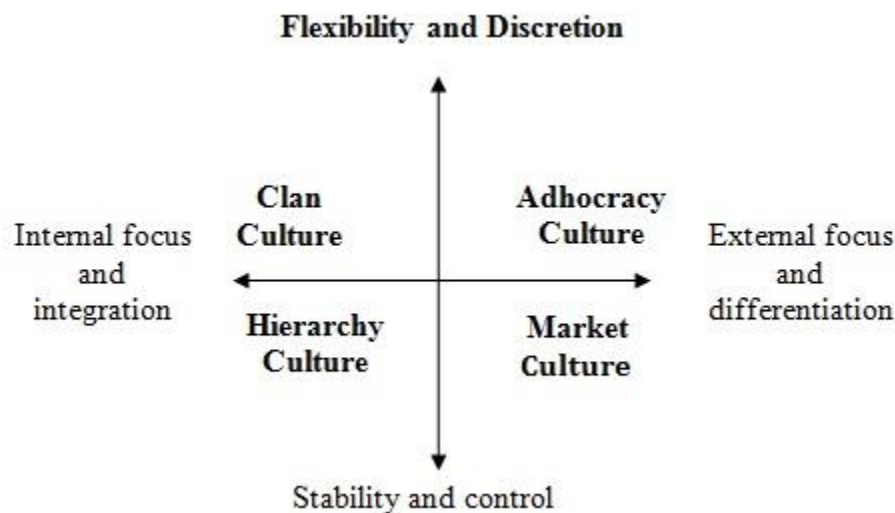 Flexibility and Discretion
Clan
Culture
Adhocracy
Culture
Internal focus
and
integration
External focus
and
differentiation
Hierarchy
Culture
Market
Culture
Stability and control